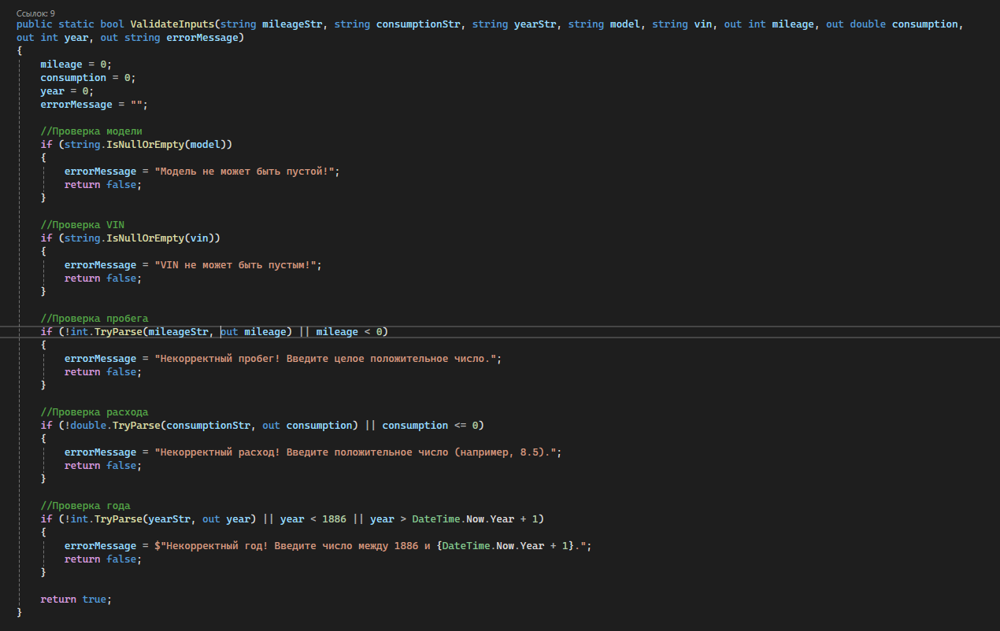 Ссылок: 9
public static bool ValidateInputs(string mileageStr, string consumptionStr, string yearStr, string model, string vin, out int mileage, out double consumption,
out int year, out string errorMessage)
{
    mileage = 0;
    consumption = 0;
    year = 0;
    errorMessage = "";

    //Проверка модели
    if (string.IsNullOrEmpty(model))
    {
        errorMessage = "Модель не может быть пустой!";
        return false;
    }

    //Проверка VIN
    if (string.IsNullOrEmpty(vin))
    {
        errorMessage = "VIN не может быть пустым!";
        return false;
    }

    //Проверка пробега
    if (!int.TryParse(mileageStr, out mileage) || mileage < 0)
    {
        errorMessage = "Некорректный пробег! Введите целое положительное число.";
        return false;
    }

    //Проверка расхода
    if (!double.TryParse(consumptionStr, out consumption) || consumption <= 0)
    {
        errorMessage = "Некорректный расход! Введите положительное число (например, 8.5).";
        return false;
    }

    //Проверка года
    if (!int.TryParse(yearStr, out year) || year < 1886 || year > DateTime.Now.Year + 1)
    {
        errorMessage = $"Некорректный год! Введите число между 1886 и {DateTime.Now.Year + 1}.";
        return false;
    }

    return true;
}